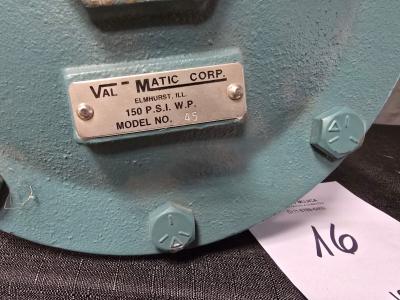 VAL-MATIC CORP.
ELMHURST, ILL.
150 P.S.I. W.P.
MODEL NO. 45
16